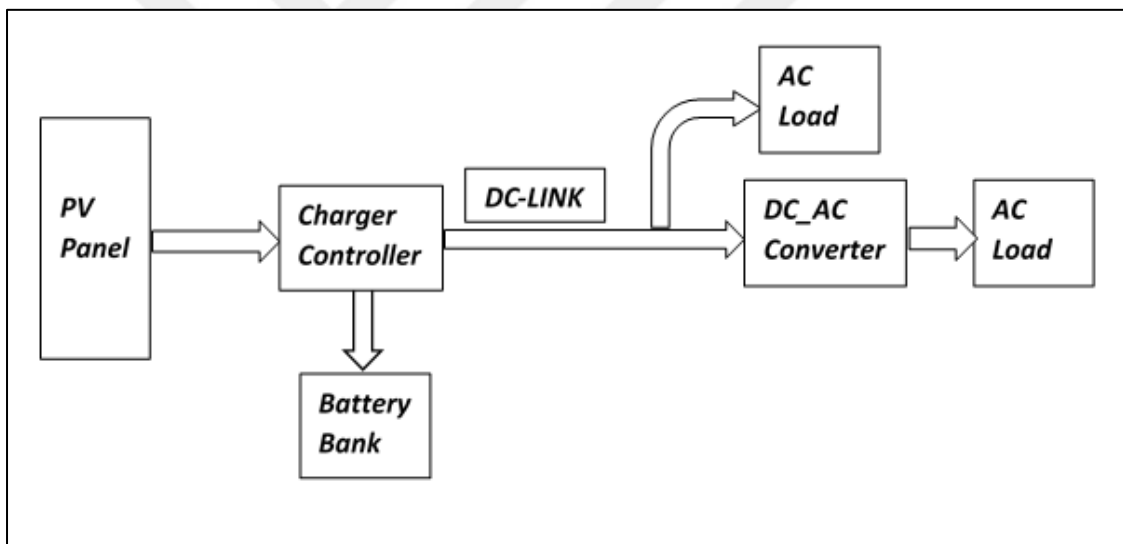 PV
Panel
Charger
Controller
Battery
Bank
DC-LINK
AC
Load
DC_AC
Converter
AC
Load